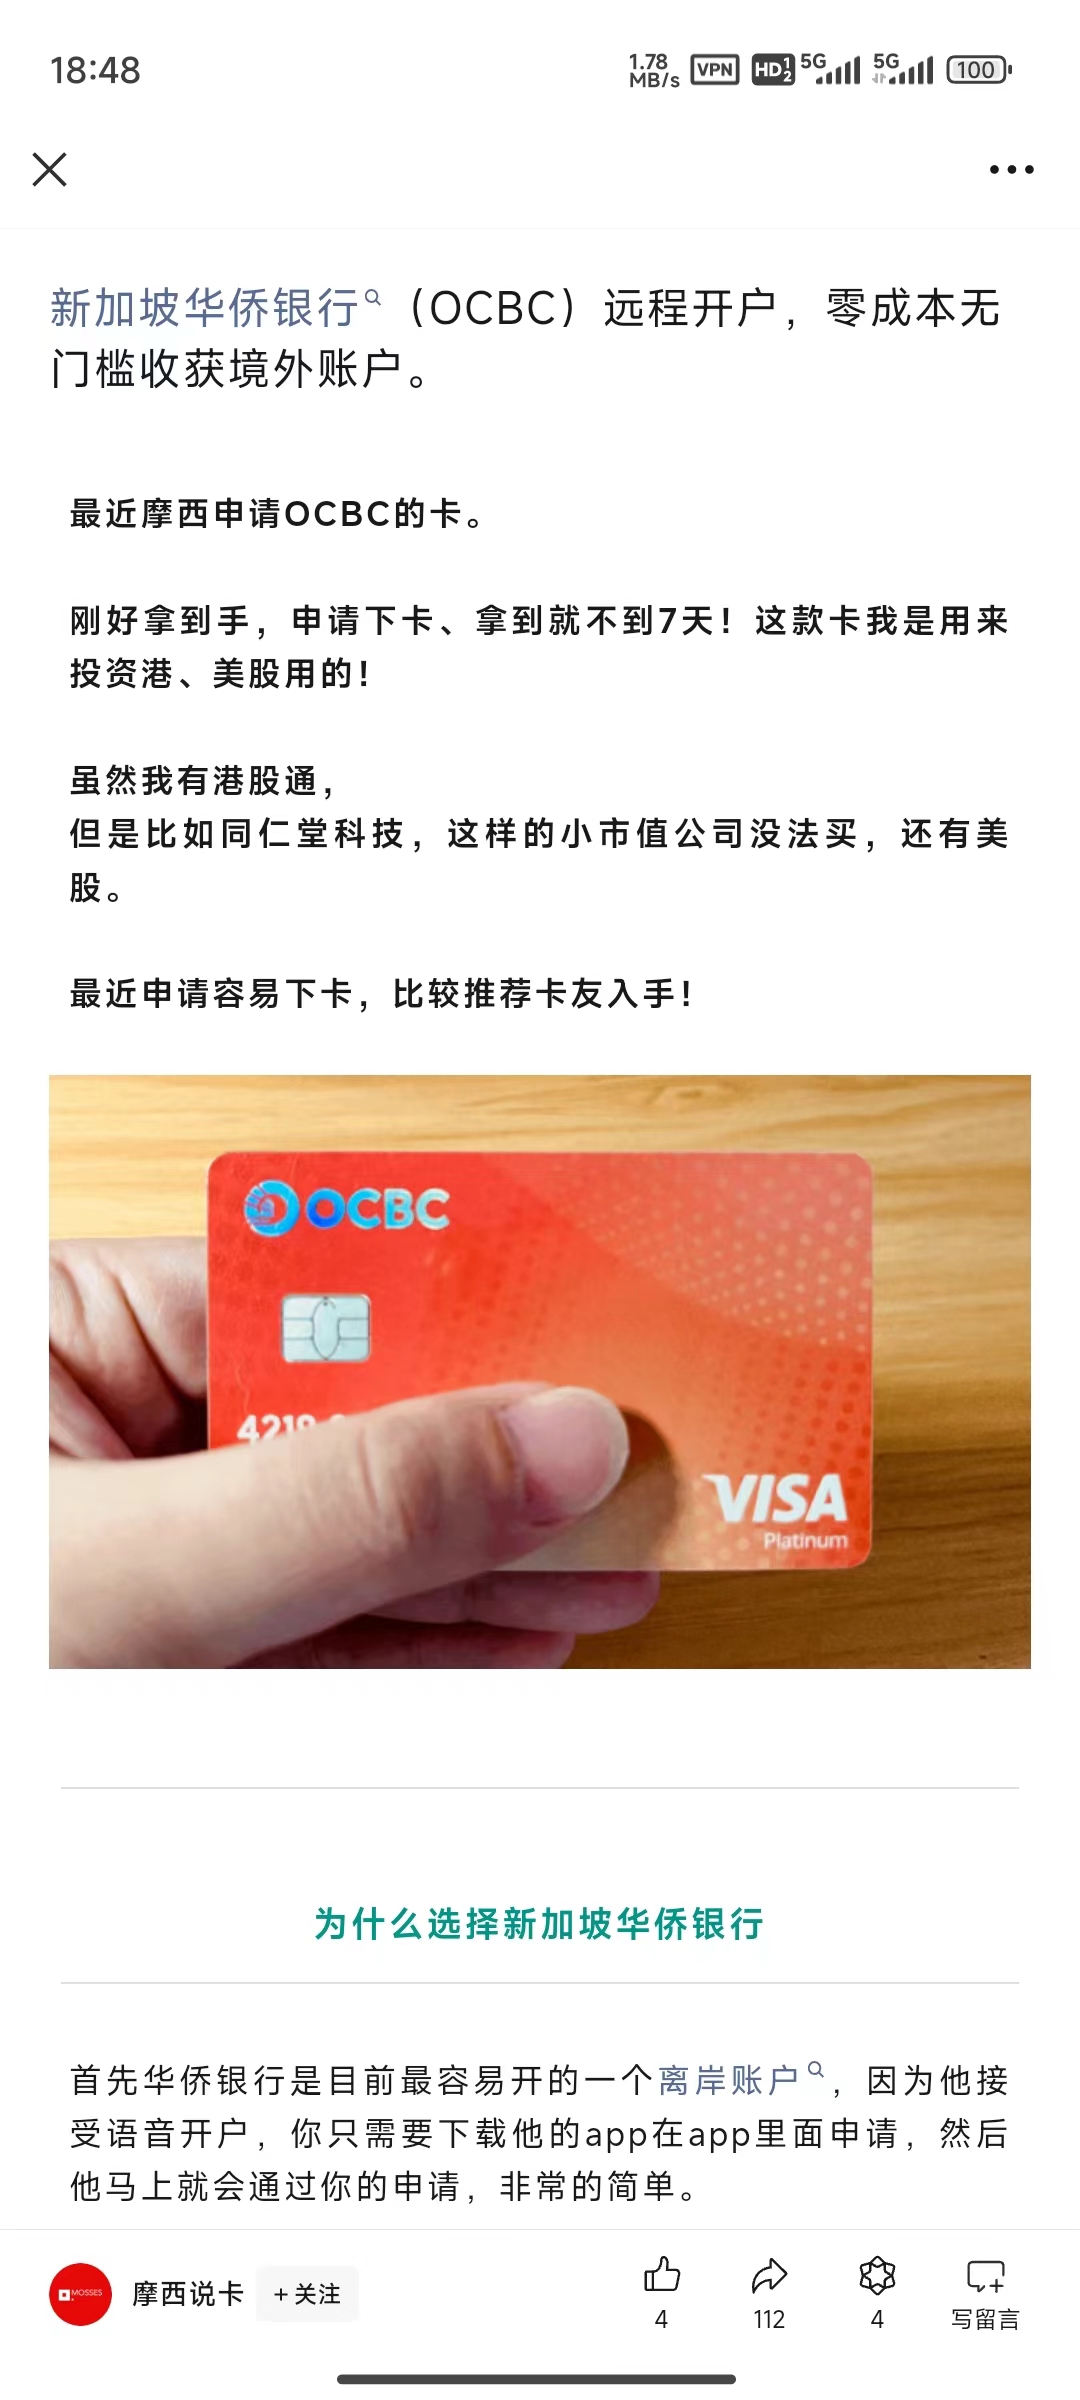 18:48
1.78 MB/s VPN HD 1 2 5G 5G 100
新加坡华侨银行（OCBC）远程开户，零成本无
门槛收获境外账户。
最近摩西申请OCBC的卡。
刚好拿到手，申请下卡、拿到就不到7天！这款卡我是用来
投资港、美股用的！
虽然我有港股通，
但是比如同仁堂科技，这样的小市值公司没法买，还有美
股。
最近申请容易下卡，比较推荐卡友入手！
OCBC
4219
VISA
Platinum
为什么选择新加坡华侨银行
首先华侨银行是目前最容易开的一个离岸账户，因为他接
受语音开户，你只需要下载他的app在app里面申请，然后
他马上就会通过你的申请，非常的简单。
MOSSES
摩西说卡
+关注
4
112
4
写留言